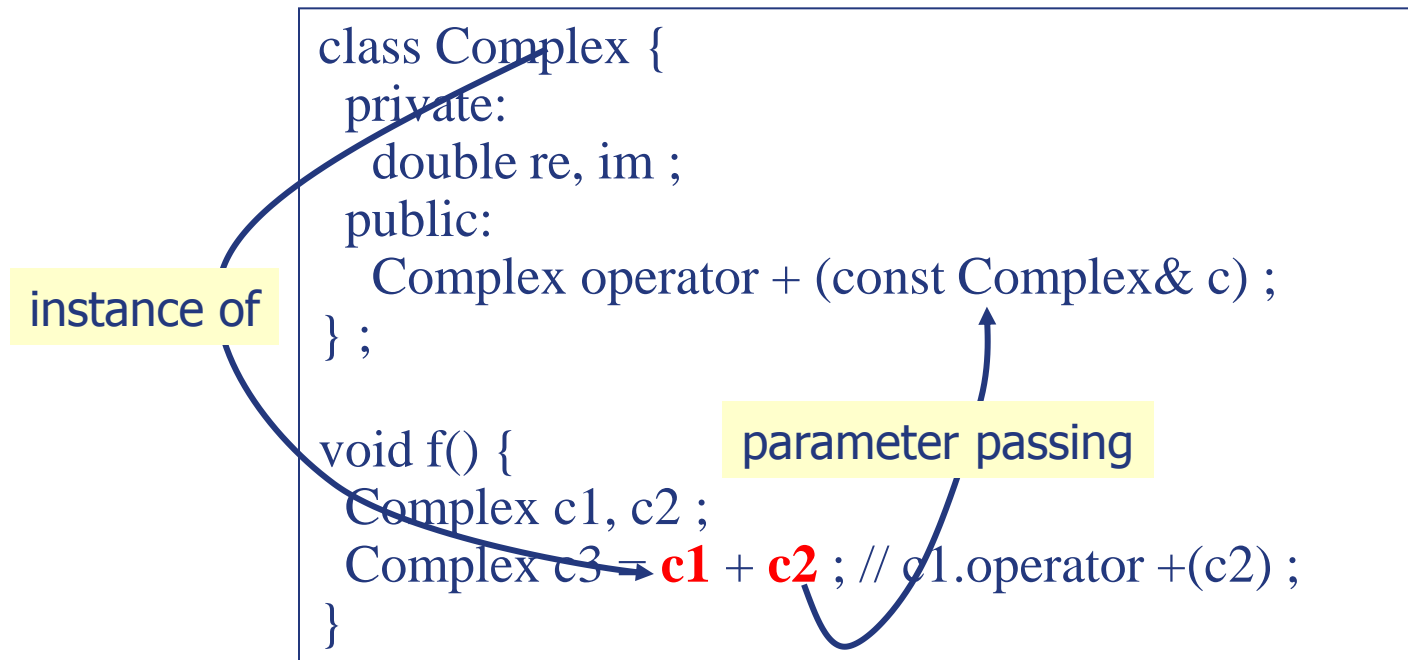 class Complex {
private:
double re, im ;
public:
Complex operator + (const Complex& c) ;
instance of
} ;
parameter passing
void f() {
Complex c1, c2 ;
Complex c3 = c1 + c2 ; // c1.operator +(c2) ;
}